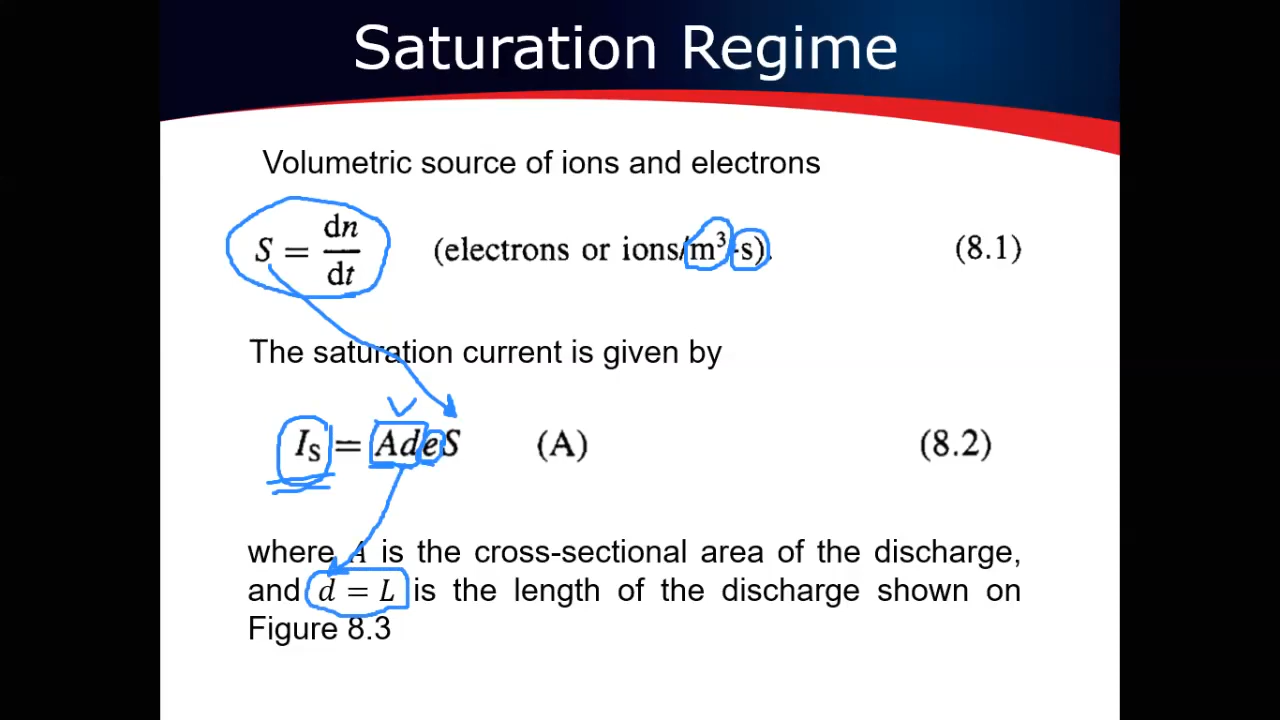 Saturation Regime
Volumetric source of ions and electrons
S = dn/dt (electrons or ions/m³-s). (8.1)
The saturation current is given by
V
I_S = AdeS (A) (8.2)
where A is the cross-sectional area of the discharge,
and d = L is the length of the discharge shown on
Figure 8.3